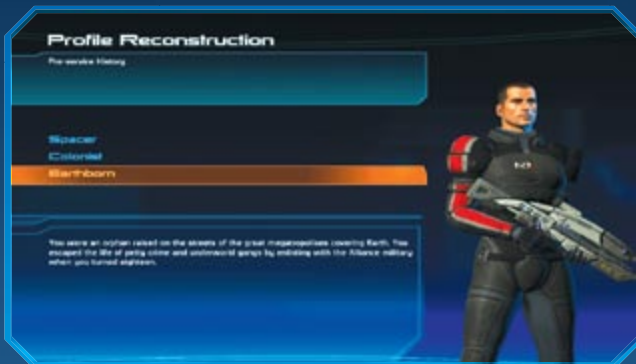 Profile Reconstruction
Pre-service History
Spacer
Colonist
Earthborn
You were an orphan raised on the streets of the great megatropolises covering Earth. You
escaped the life of petty crime and underworld gangs by enlisting with the Alliance military
when you turned eighteen.
N7